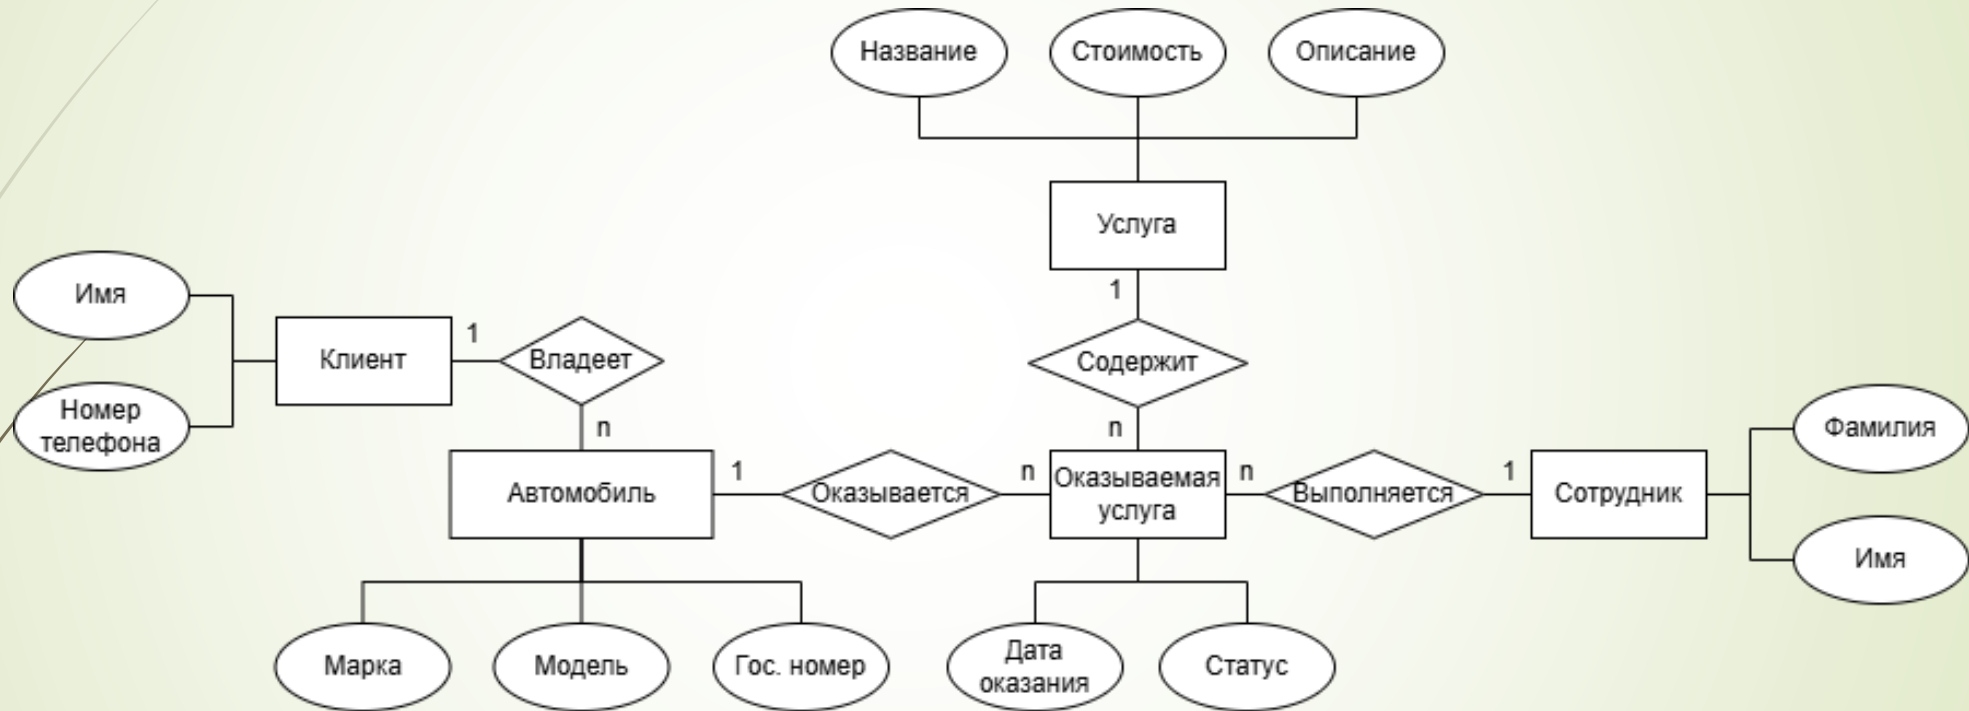 Название
Стоимость
Описание
Услуга
1
Имя
Клиент
1
Владеет
Содержит
Номер
телефона
n
n
Фамилия
Автомобиль
1
Оказывается
n
Оказываемая
услуга
n
Выполняется
1
Сотрудник
Имя
Марка
Модель
Гос. номер
Дата
оказания
Статус